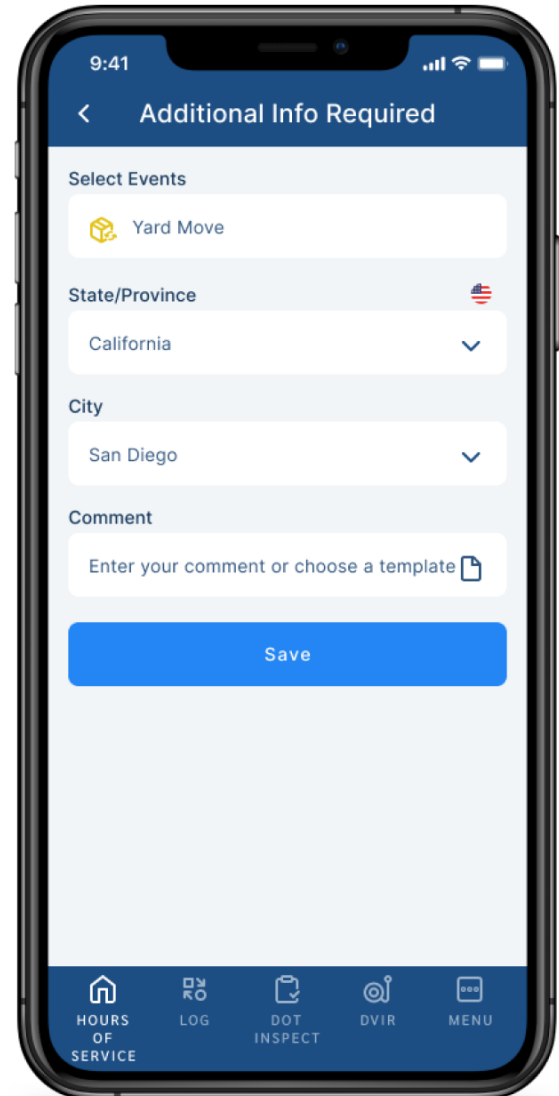 9:41
Additional Info Required
Select Events
Yard Move
State/Province
California
City
San Diego
Comment
Enter your comment or choose a template
Save
HOURS
OF
SERVICE
LOG
DOT
INSPECT
DVIR
MENU